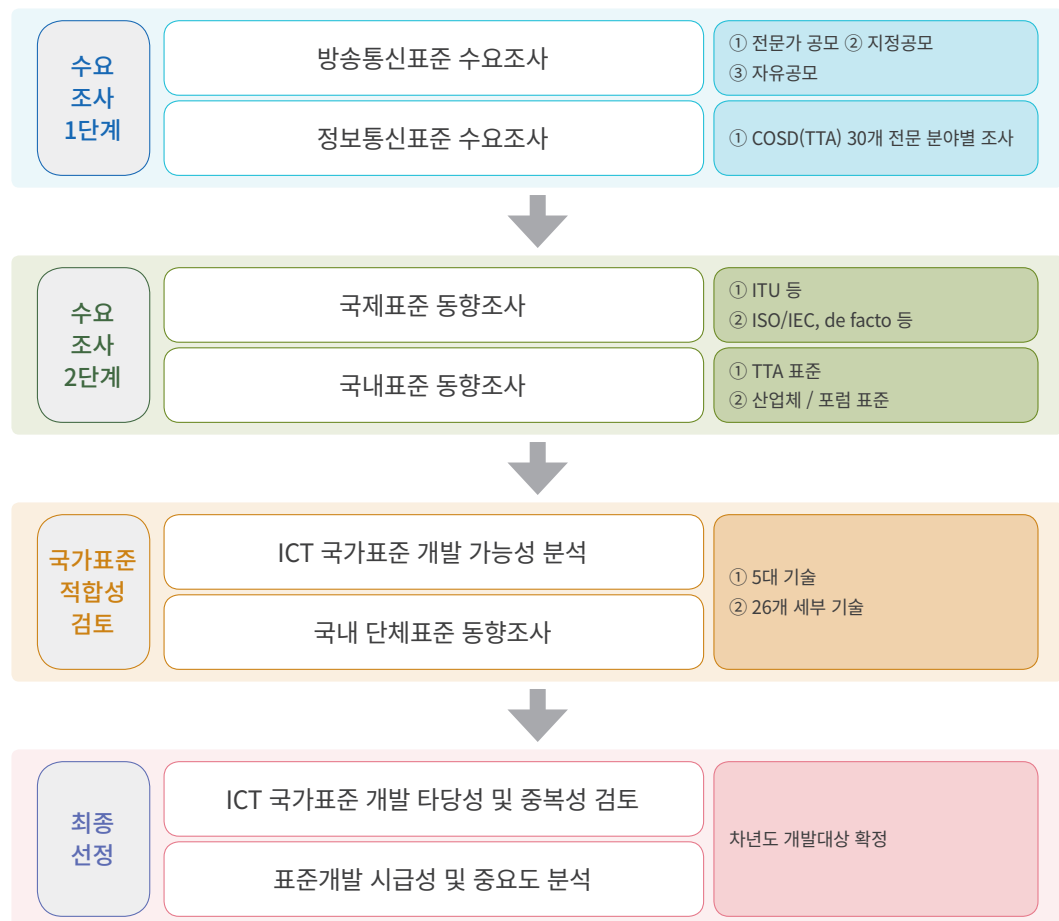 수요
조사
1단계
방송통신표준 수요조사
① 전문가 공모 ② 지정공모
③ 자유공모
정보통신표준 수요조사
① COSD(TTA) 30개 전문 분야별 조사
수요
조사
2단계
국제표준 동향조사
① ITU 등
② ISO/IEC, de facto 등
국내표준 동향조사
① TTA 표준
② 산업체 / 포럼 표준
국가표준
적합성
검토
ICT 국가표준 개발 가능성 분석
국내 단체표준 동향조사
① 5대 기술
② 26개 세부 기술
최종
선정
ICT 국가표준 개발 타당성 및 중복성 검토
표준개발 시급성 및 중요도 분석
차년도 개발대상 확정